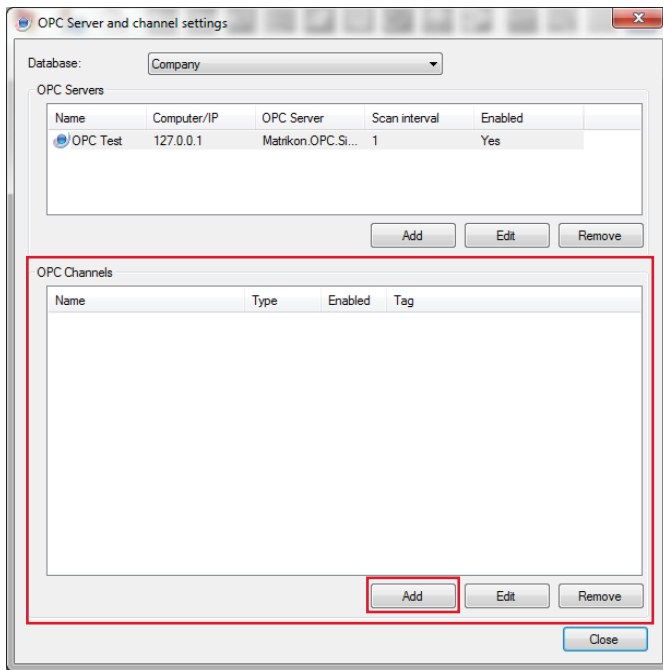 OPC Server and channel settings
Database: Company
OPC Servers
Name Computer/IP OPC Server Scan interval Enabled
OPC Test 127.0.0.1 Matrikon.OPC.Si... 1 Yes
Add Edit Remove
OPC Channels
Name Type Enabled Tag
Add Edit Remove
Close